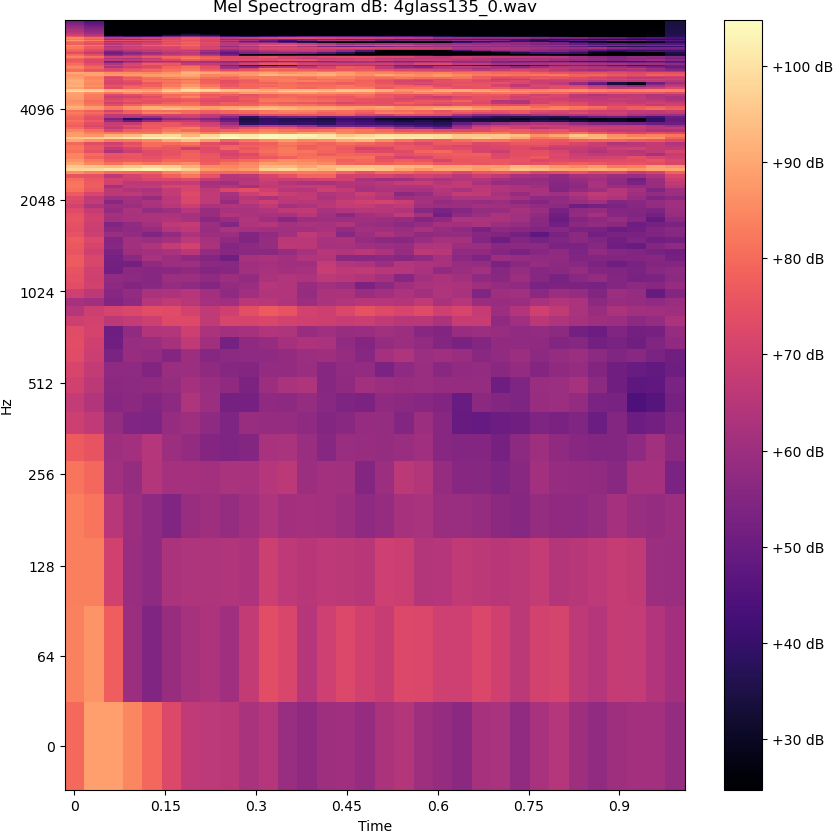 Mel Spectrogram dB: 4glass135_0.wav
4096
2048
1024
512
256
128
64
0
Hz
0
0.15
0.3
0.45
0.6
0.75
0.9
Time
+100 dB
+90 dB
+80 dB
+70 dB
+60 dB
+50 dB
+40 dB
+30 dB